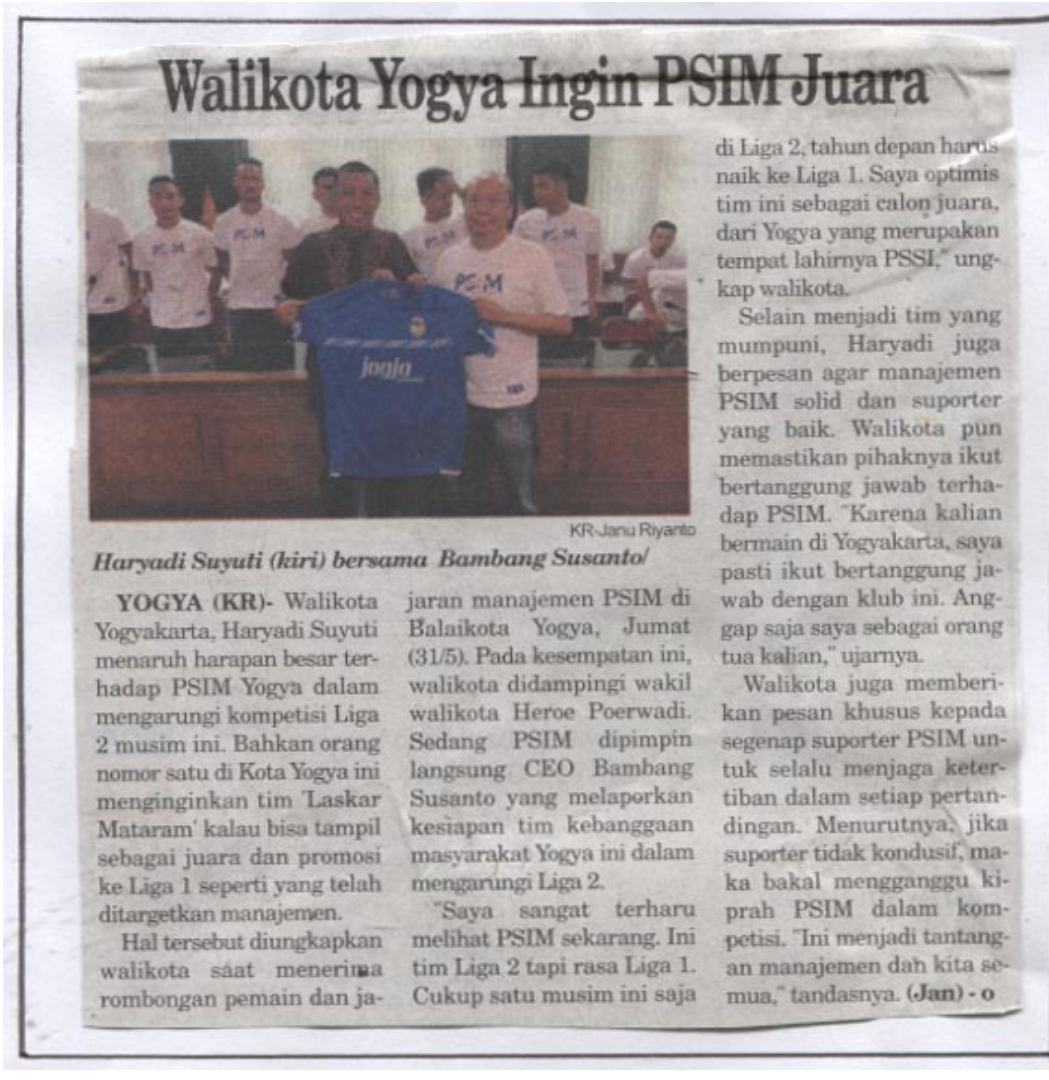 Walikota Yogya Ingin PSIM Juara
PSIM
PSIM
PSIM
PSIM
jogja
KR-Janu Riyanto
Haryadi Suyuti (kiri) bersama Bambang Susanto/
YOGYA (KR)- Walikota
Yogyakarta, Haryadi Suyuti
menaruh harapan besar ter-
hadap PSIM Yogya dalam
mengarungi kompetisi Liga
2 musim ini. Bahkan orang
nomor satu di Kota Yogya ini
menginginkan tim 'Laskar
Mataram' kalau bisa tampil
sebagai juara dan promosi
ke Liga 1 seperti yang telah
ditargetkan manajemen.
Hal tersebut diungkapkan
walikota saat menerima
rombongan pemain dan ja-
jaran manajemen PSIM di
Balaikota Yogya, Jumat
(31/5). Pada kesempatan ini,
walikota didampingi wakil
walikota Heroe Poerwadi.
Sedang PSIM dipimpin
langsung CEO Bambang
Susanto yang melaporkan
kesiapan tim kebanggaan
masyarakat Yogya ini dalam
mengarungi Liga 2.
"Saya sangat terharu
melihat PSIM sekarang. Ini
tim Liga 2 tapi rasa Liga 1.
Cukup satu musim ini saja
di Liga 2, tahun depan harus
naik ke Liga 1. Saya optimis
tim ini sebagai calon juara,
dari Yogya yang merupakan
tempat lahirnya PSSI," ung-
kap walikota.
Selain menjadi tim yang
mumpuni, Haryadi juga
berpesan agar manajemen
PSIM solid dan suporter
yang baik. Walikota pun
memastikan pihaknya ikut
bertanggung jawab terha-
dap PSIM. "Karena kalian
bermain di Yogyakarta, saya
pasti ikut bertanggung ja-
wab dengan klub ini. Ang-
gap saja saya sebagai orang
tua kalian," ujarnya.
Walikota juga memberi-
kan pesan khusus kepada
segenap suporter PSIM un-
tuk selalu menjaga keter-
tiban dalam setiap pertan-
dingan. Menurutnya, jika
suporter tidak kondusif, ma-
ka bakal mengganggu ki-
prah PSIM dalam kom-
petisi. "Ini menjadi tantang-
an manajemen dan kita se-
mua," tandasnya. (Jan) - o